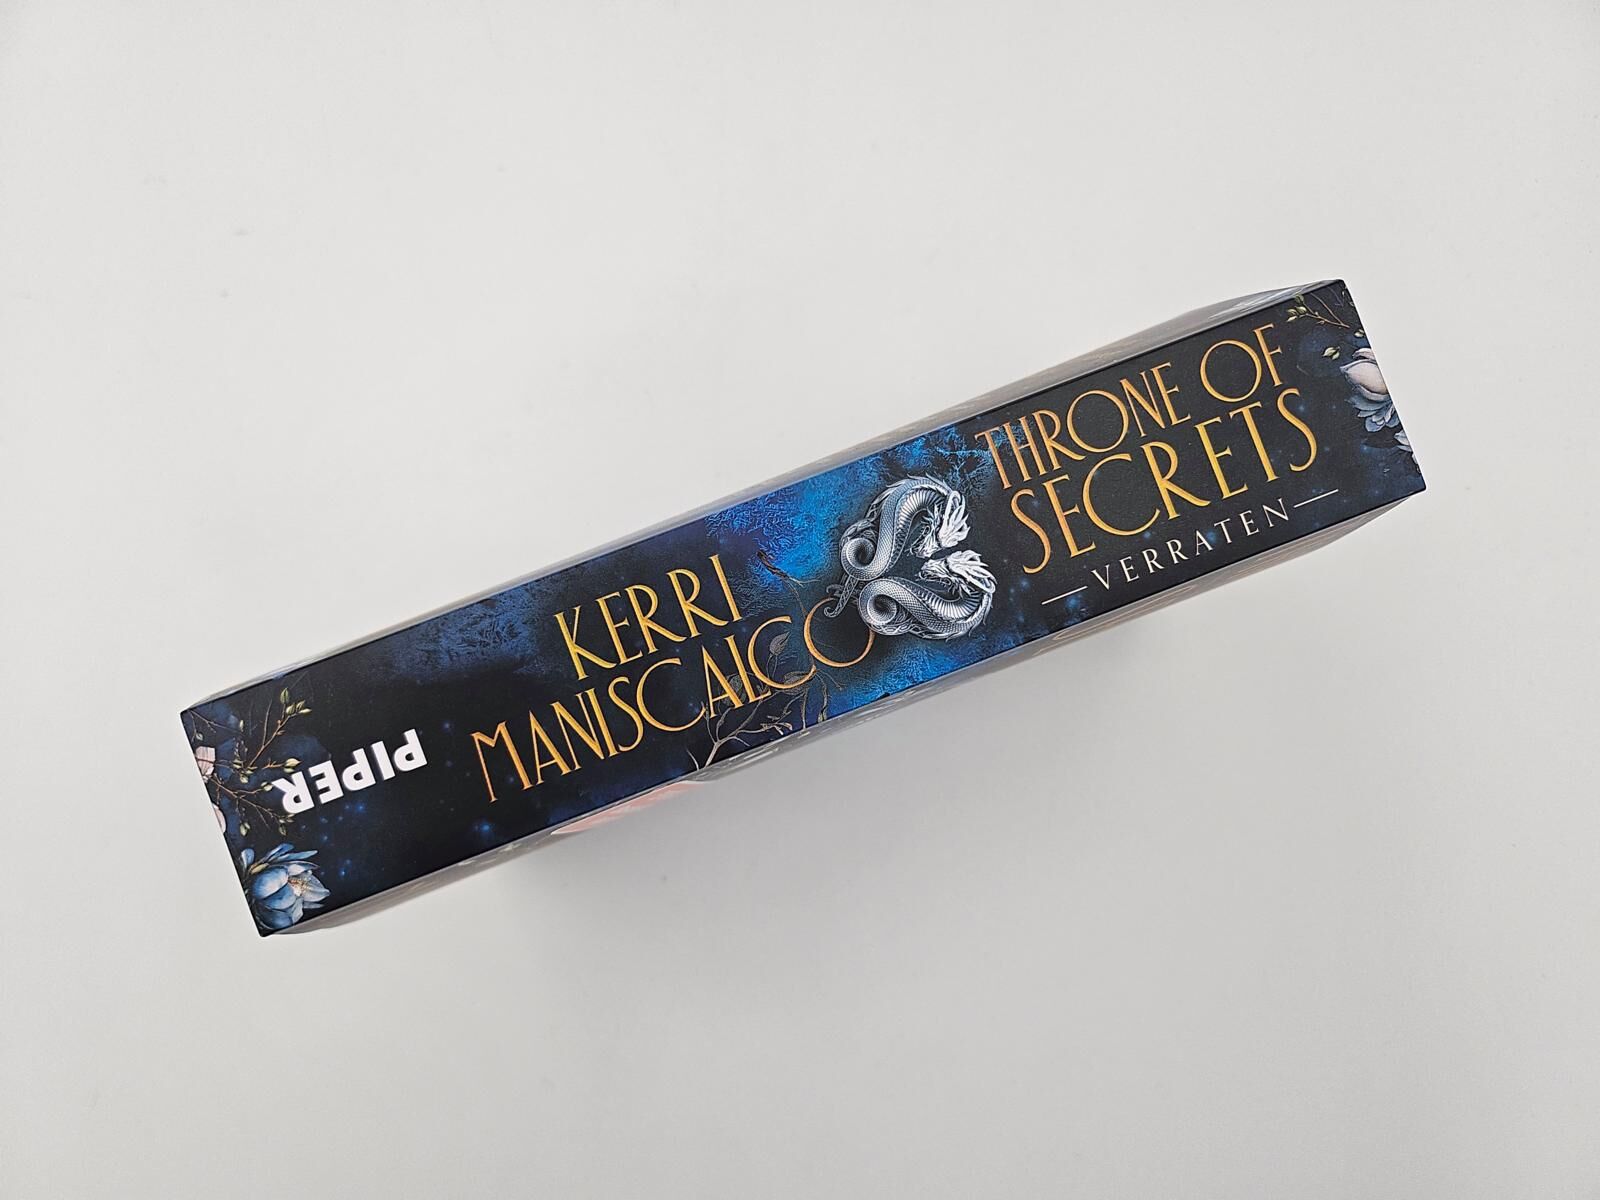 KERRI
MANISCALCO
THRONE OF
SECRETS
—VERRATEN—
PIPER